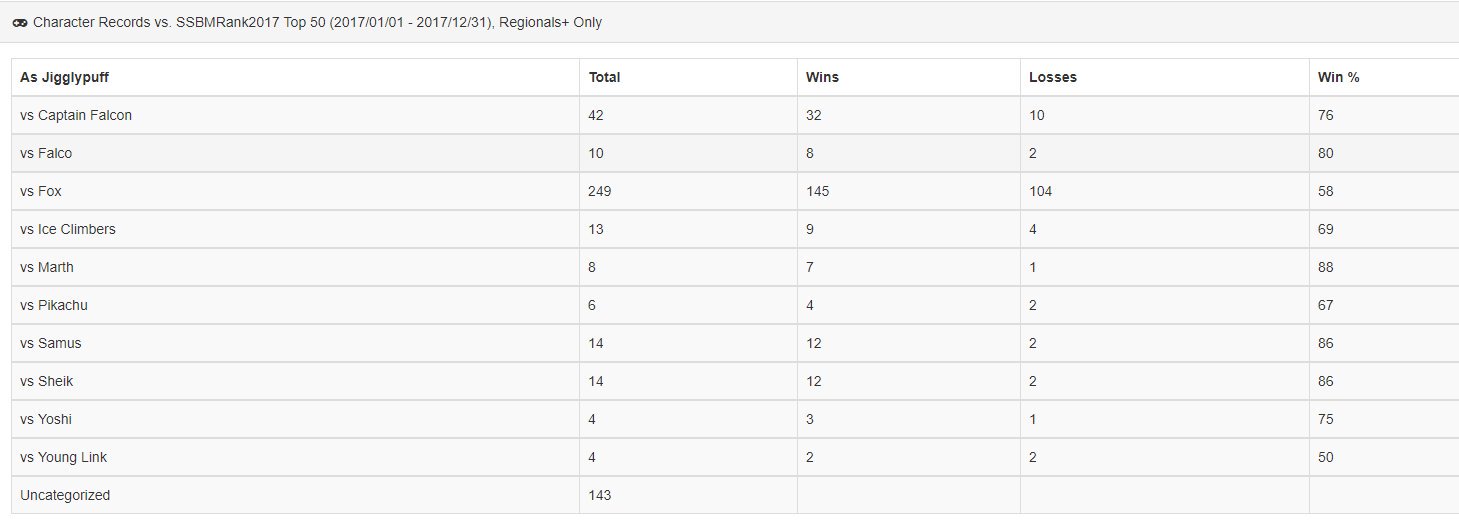 Character Records vs. SSBMRank2017 Top 50 (2017/01/01 - 2017/12/31), Regionals+ Only
As Jigglypuff Total Wins Losses Win %
vs Captain Falcon 42 32 10 76
vs Falco 10 8 2 80
vs Fox 249 145 104 58
vs Ice Climbers 13 9 4 69
vs Marth 8 7 1 88
vs Pikachu 6 4 2 67
vs Samus 14 12 2 86
vs Sheik 14 12 2 86
vs Yoshi 4 3 1 75
vs Young Link 4 2 2 50
Uncategorized 143